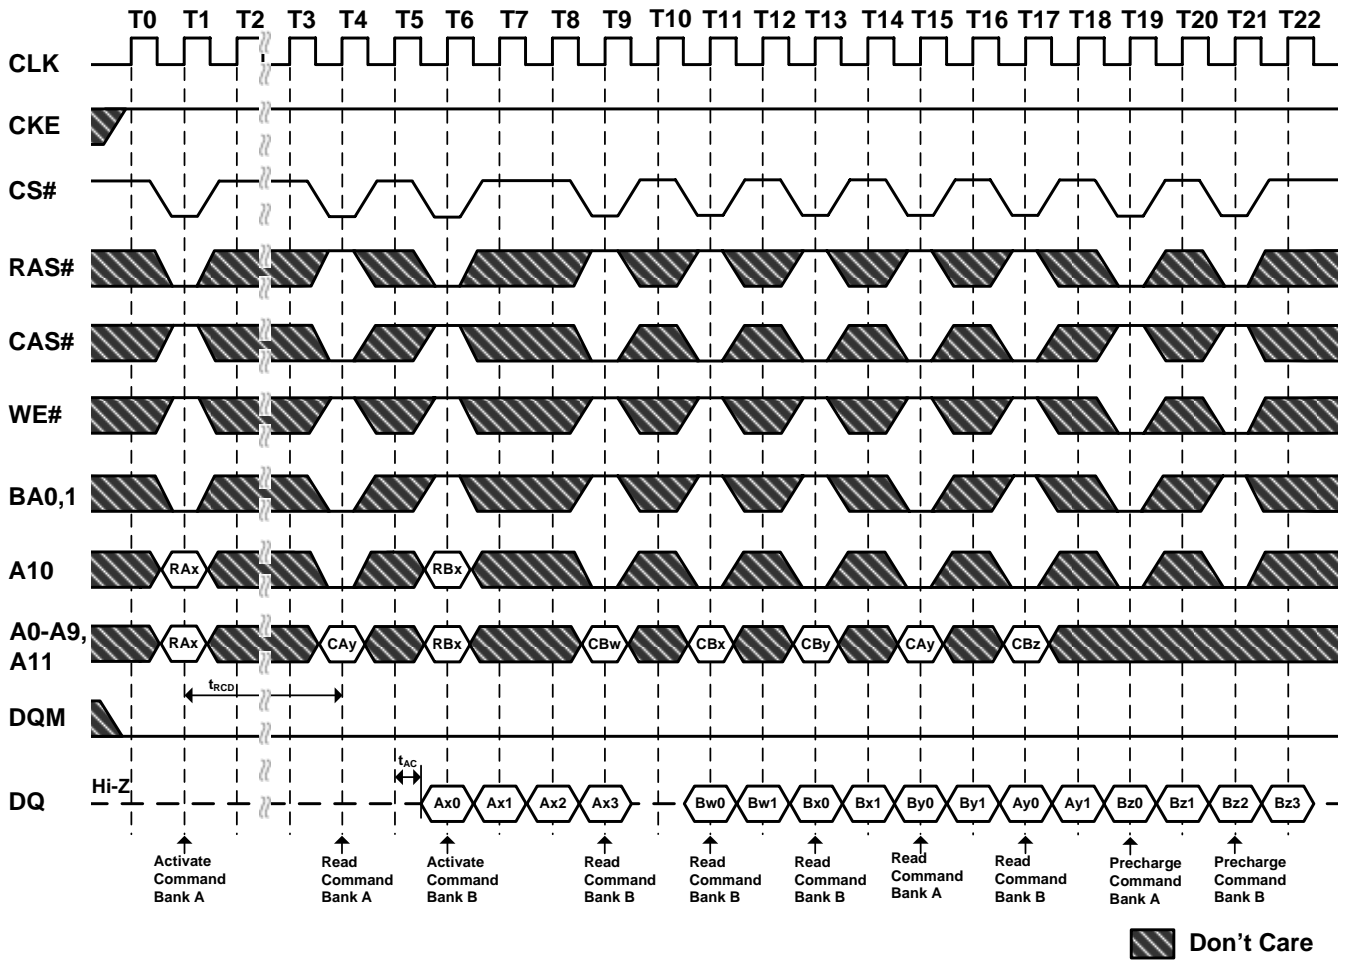 T0 T1 T2 T3 T4 T5 T6 T7 T8 T9 T10 T11 T12 T13 T14 T15 T16 T17 T18 T19 T20 T21 T22
CLK
CKE
CS#
RAS#
CAS#
WE#
BA0,1
A10 RAx RBx
A0-A9,
A11
RAx CAy RBx CBw CBx CBy CAy CBz
tRCD
DQM
tAC
Hi-Z
DQ Ax0 Ax1 Ax2 Ax3 Bw0 Bw1 Bx0 Bx1 By0 By1 Ay0 Ay1 Bz0 Bz1 Bz2 Bz3
Activate
Command
Bank A
Read
Command
Bank A
Activate
Command
Bank B
Read
Command
Bank B
Read
Command
Bank B
Read
Command
Bank B
Read
Command
Bank A
Read
Command
Bank B
Precharge
Command
Bank A
Precharge
Command
Bank B
Don't Care